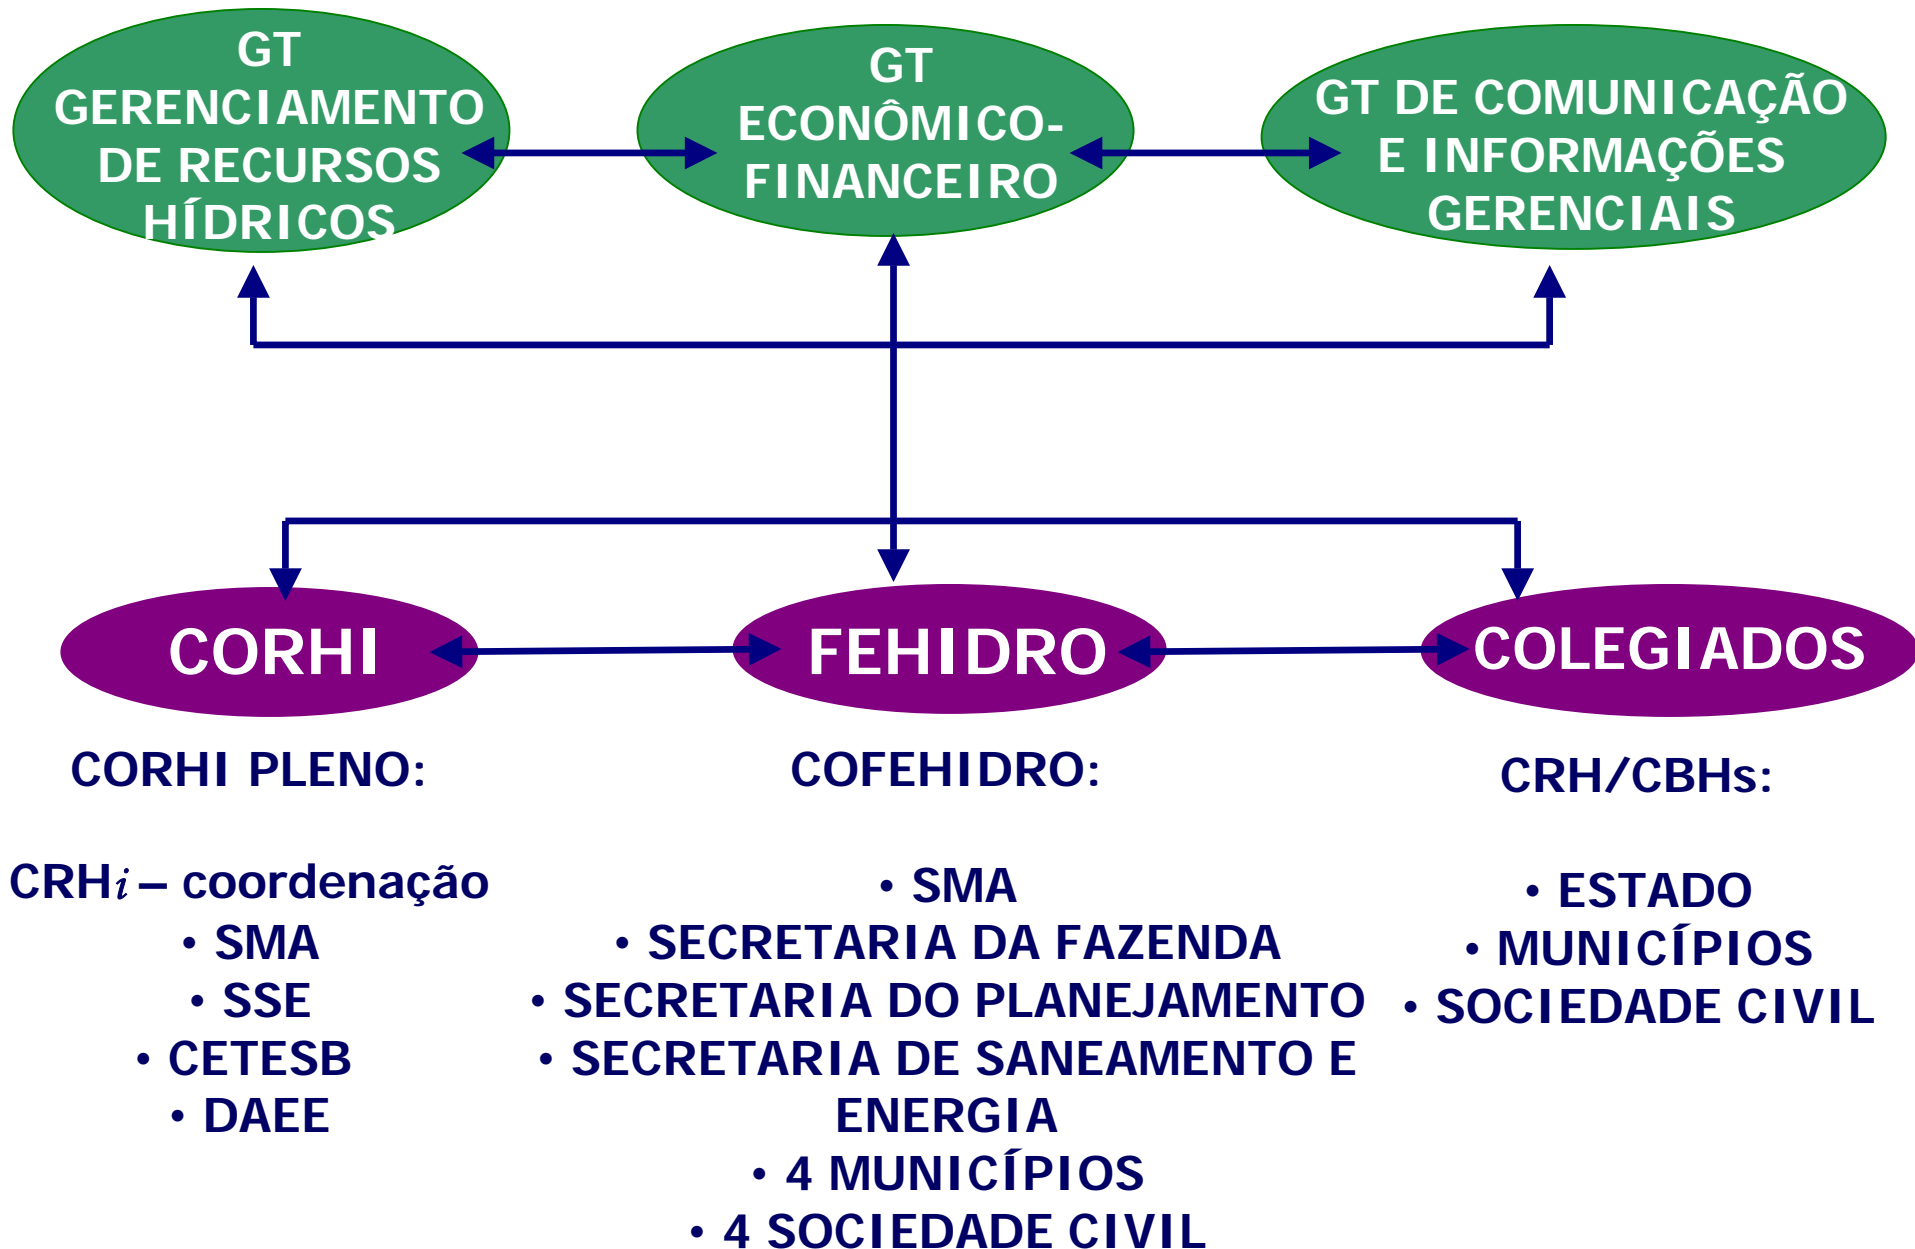 GT
GERENCIAMENTO
DE RECURSOS
HÍDRICOS
GT
ECONÔMICO-
FINANCEIRO
GT DE COMUNICAÇÃO
E INFORMAÇÕES
GERENCIAIS
CORHI
FEHIDRO
COLEGIADOS
CORHI PLENO:
CRHi – coordenação
• SMA
• SSE
• CETESB
• DAEE
COFEHIDRO:
• SMA
• SECRETARIA DA FAZENDA
• SECRETARIA DO PLANEJAMENTO
• SECRETARIA DE SANEAMENTO E
ENERGIA
• 4 MUNICÍPIOS
• 4 SOCIEDADE CIVIL
CRH/CBHs:
• ESTADO
• MUNICÍPIOS
• SOCIEDADE CIVIL